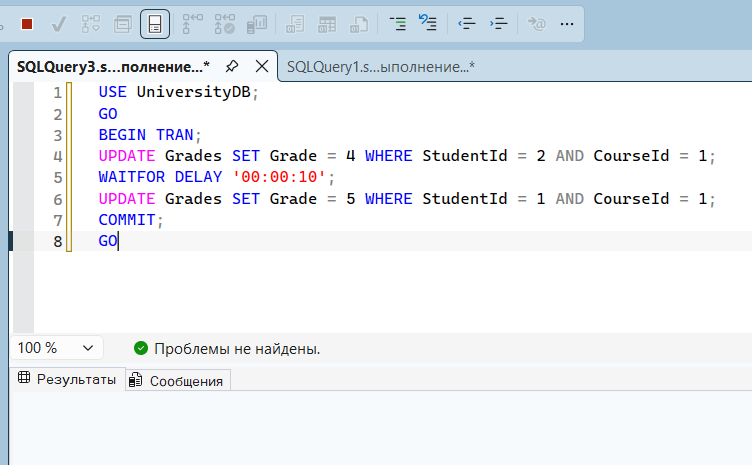 SQLQuery3.s...полнение...*
SQLQuery1.s...ыполнение...*
1 USE UniversityDB;
2 GO
3 BEGIN TRAN;
4 UPDATE Grades SET Grade = 4 WHERE StudentId = 2 AND CourseId = 1;
5 WAITFOR DELAY '00:00:10';
6 UPDATE Grades SET Grade = 5 WHERE StudentId = 1 AND CourseId = 1;
7 COMMIT;
8 GO
100 %
Проблемы не найдены.
Результаты
Сообщения